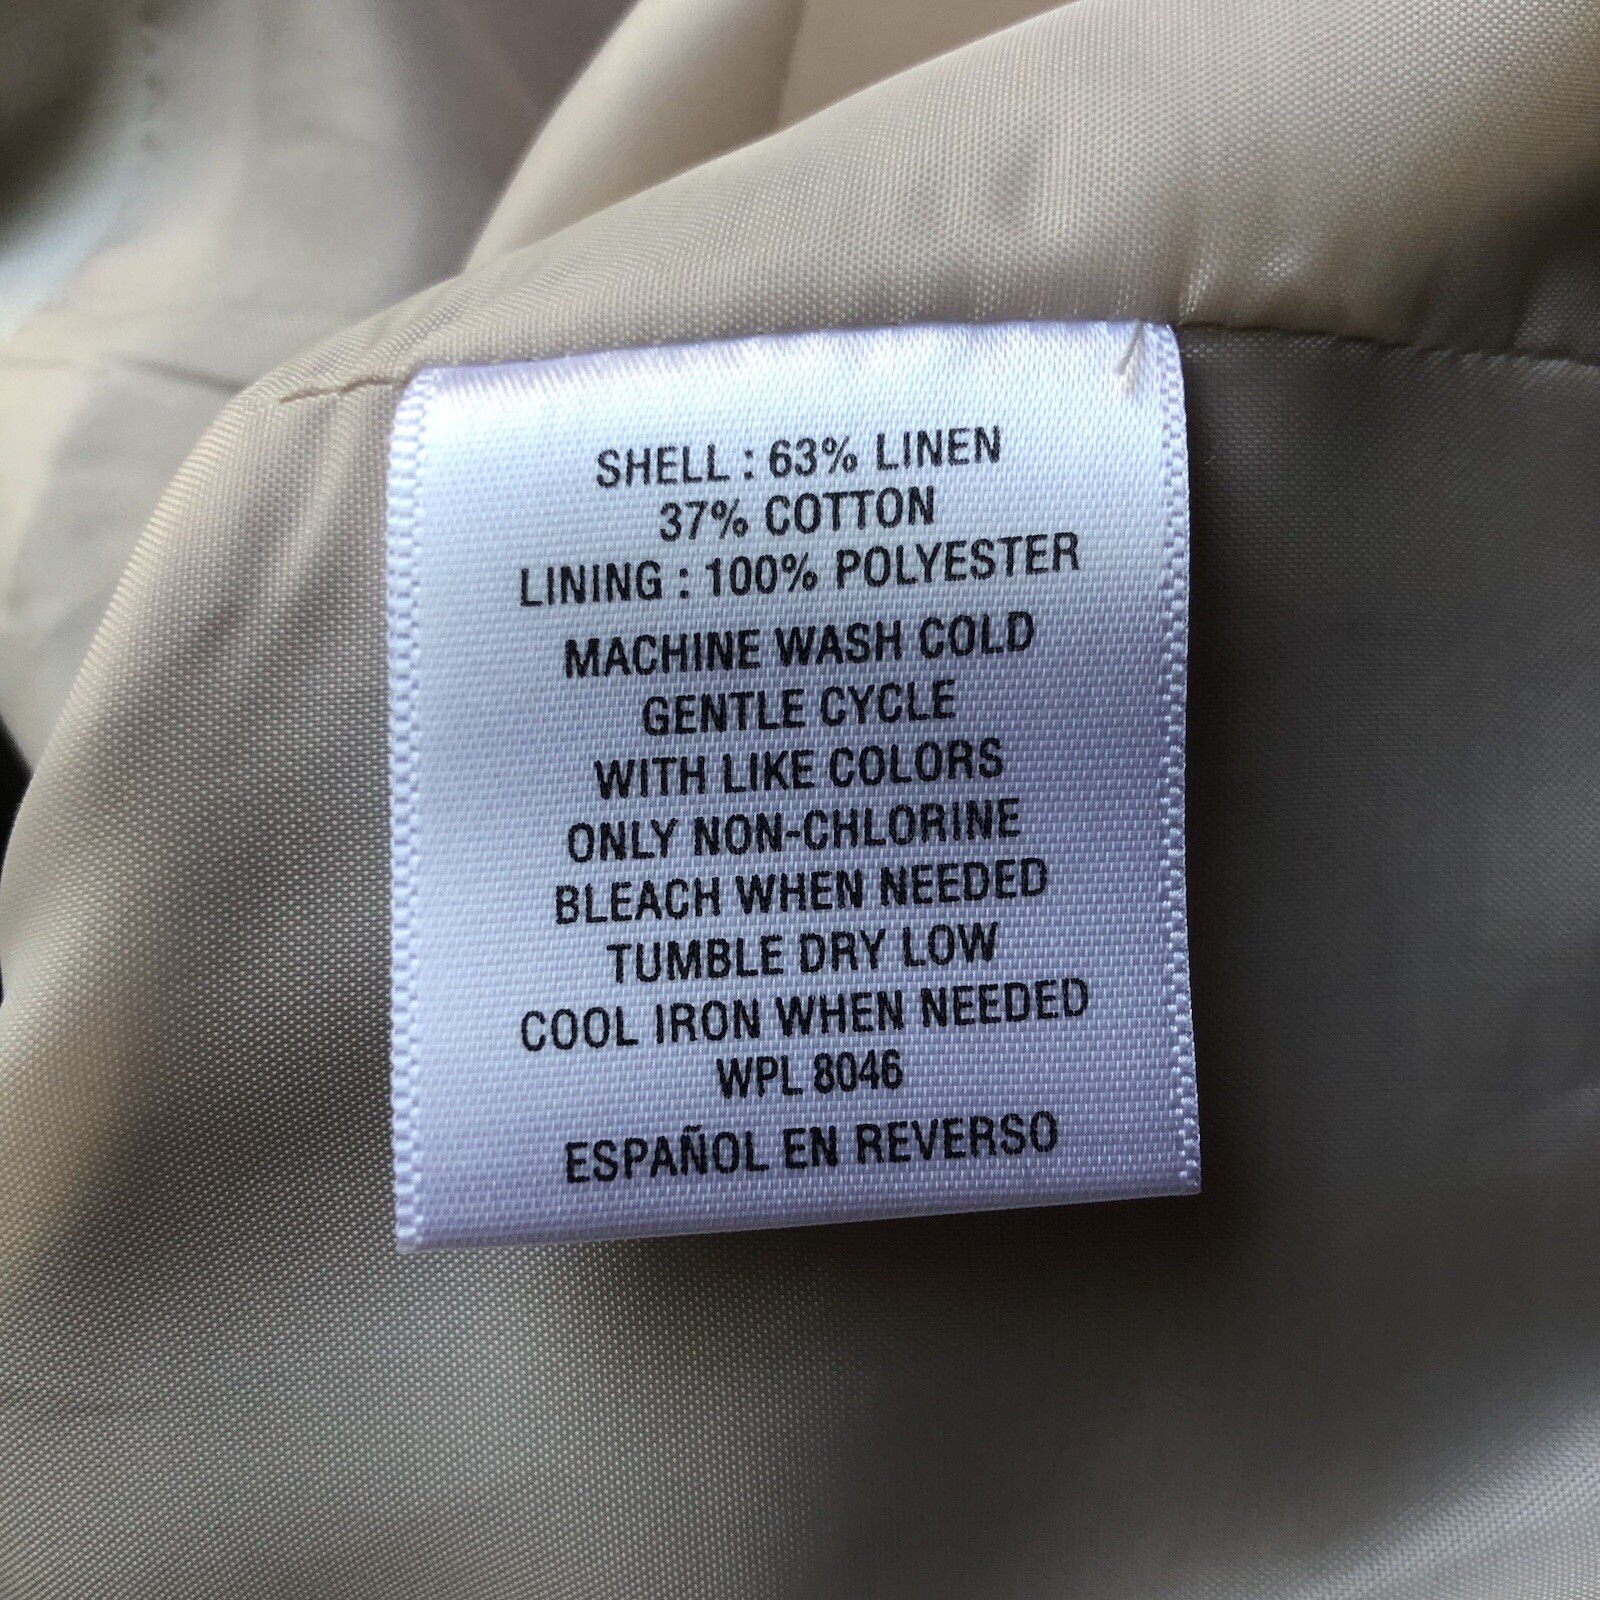 SHELL : 63% LINEN
37% COTTON
LINING : 100% POLYESTER
MACHINE WASH COLD
GENTLE CYCLE
WITH LIKE COLORS
ONLY NON-CHLORINE
BLEACH WHEN NEEDED
TUMBLE DRY LOW
COOL IRON WHEN NEEDED
WPL 8046
ESPAÑOL EN REVERSO